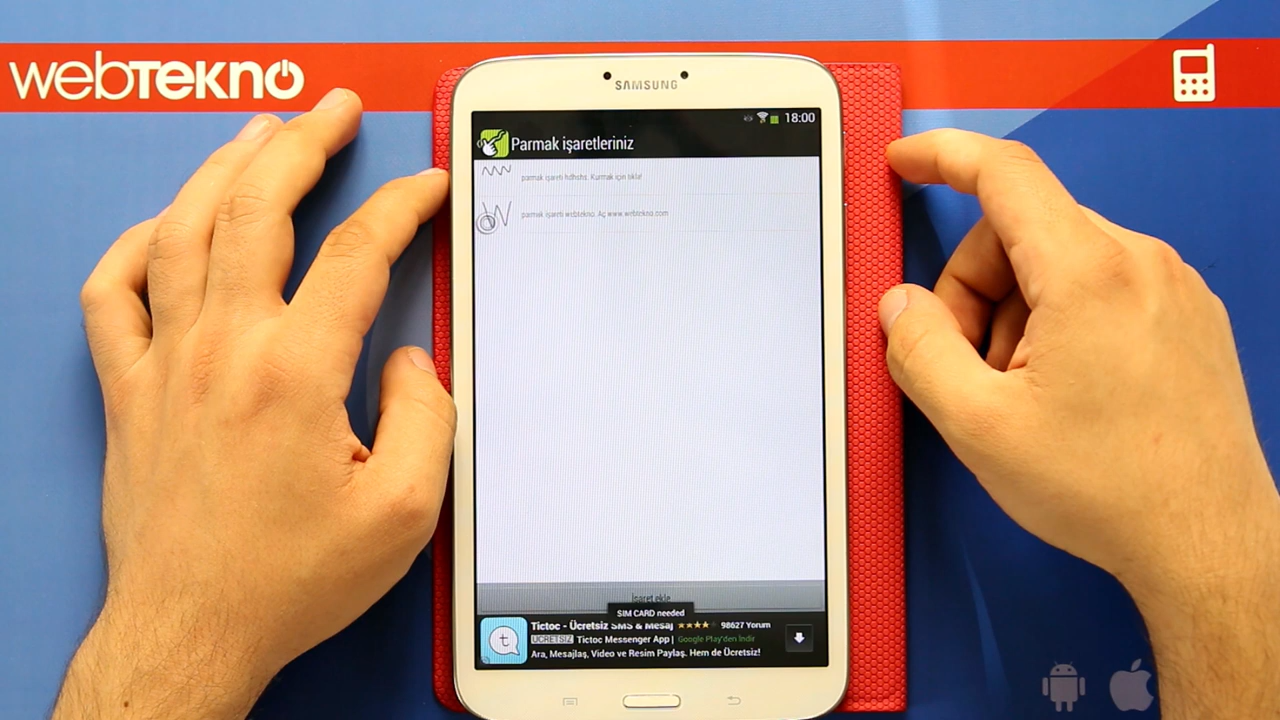 webTEKNO
SAMSUNG
18:00
Parmak işaretleriniz
parmak işareti hdhshs. Kurmak için tıkla!
parmak işareti webtekno. Aç www.webtekno.com
İşaret ekle
SIM CARD needed
Tictoc - Ücretsiz SMS & Mesaj 98627 Yorum
ÜCRETSİZ Tictoc Messenger App | Google Play'den İndir
Ara, Mesajlaş, Video ve Resim Paylaş. Hem de Ücretsiz!
t